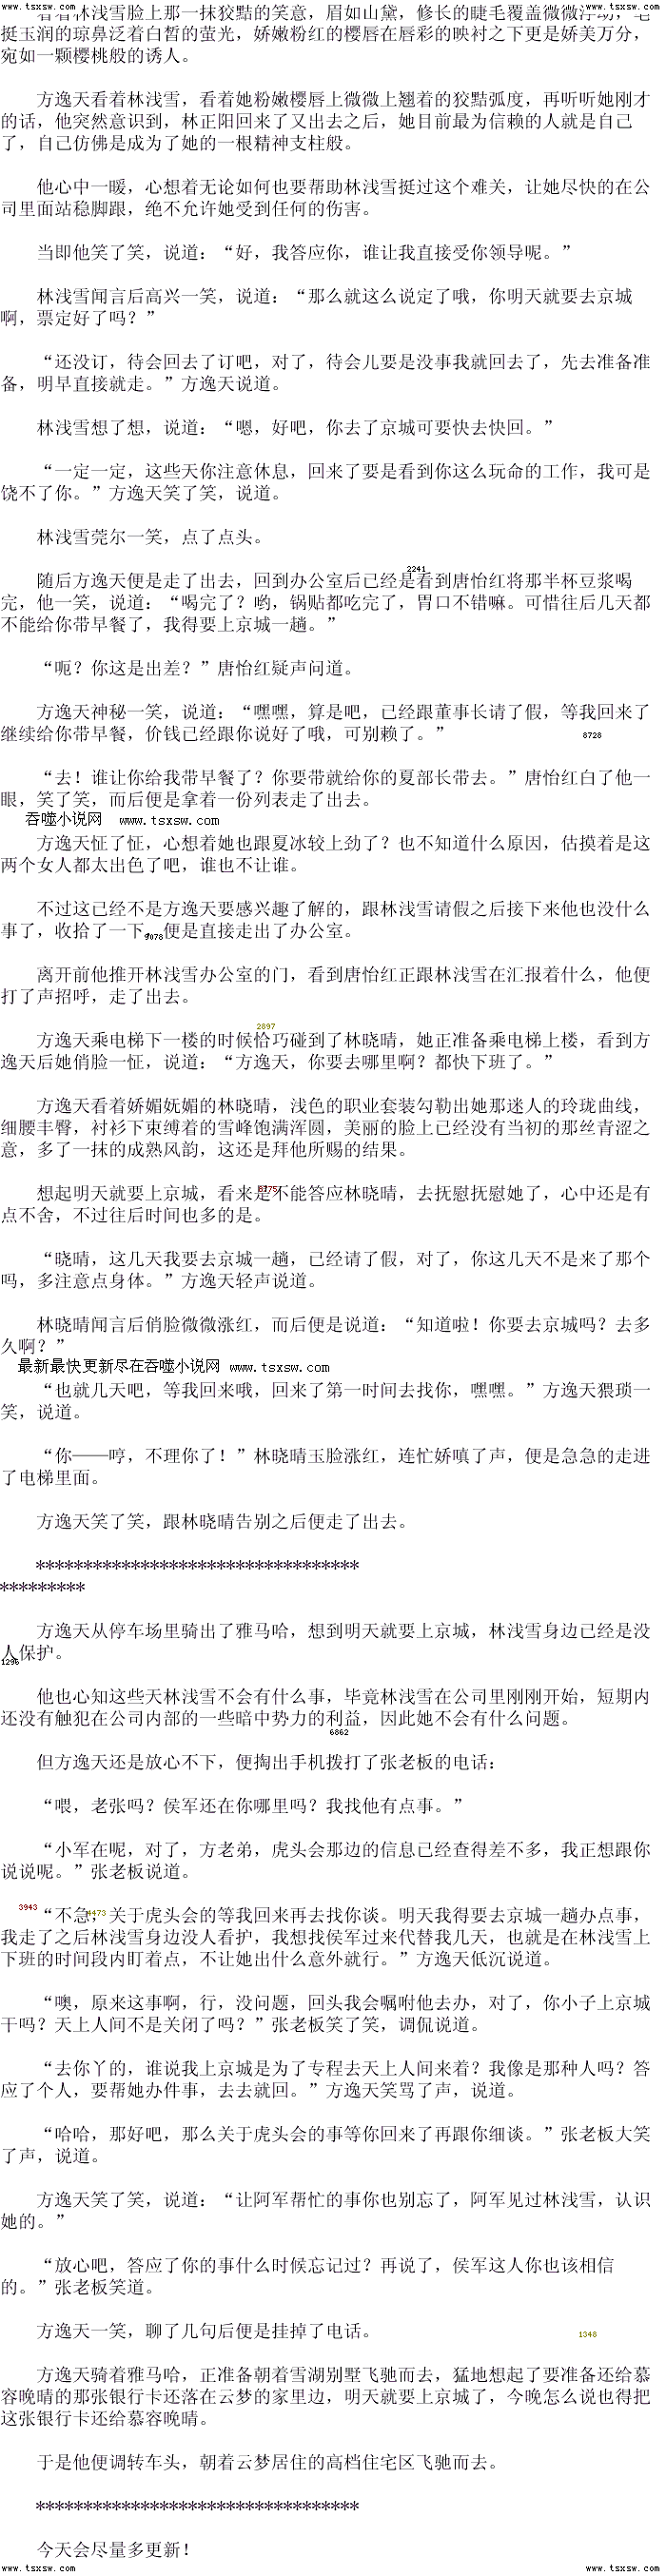 www.tsxsw.com www.tsxsw.com
看着林浅雪脸上那一抹狡黠的笑意，眉如山黛，修长的睫毛覆盖微微浮动，
挺玉润的琼鼻泛着白皙的萤光，娇嫩粉红的樱唇在唇彩的映衬之下更是娇美万分，
宛如一颗樱桃般的诱人。
方逸天看着林浅雪，看着她粉嫩樱唇上微微上翘着的狡黠弧度，再听听她刚才
的话，他突然意识到，林正阳回来了又出去之后，她目前最为信赖的人就是自己
了，自己仿佛是成为了她的一根精神支柱般。
他心中一暖，心想着无论如何也要帮助林浅雪挺过这个难关，让她尽快的在公
司里面站稳脚跟，绝不允许她受到任何的伤害。
当即他笑了笑，说道：“好，我答应你，谁让我直接受你领导呢。”
林浅雪闻言后高兴一笑，说道：“那么就这么说定了哦，你明天就要去京城
啊，票定好了吗？”
“还没订，待会回去了订吧，对了，待会儿要是没事我就回去了，先去准备准
备，明早直接就走。”方逸天说道。
林浅雪想了想，说道：“嗯，好吧，你去了京城可要快去快回。”
“一定一定，这些天你注意休息，回来了要是看到你这么玩命的工作，我可是
饶不了你。”方逸天笑了笑，说道。
林浅雪莞尔一笑，点了点头。
2241
随后方逸天便是走了出去，回到办公室后已经是看到唐怡红将那半杯豆浆喝
完，他一笑，说道：“喝完了？哟，锅贴都吃完了，胃口不错嘛。可惜往后几天都
不能给你带早餐了，我得要上京城一趟。”
“呃？你这是出差？”唐怡红疑声问道。
方逸天神秘一笑，说道：“嘿嘿，算是吧，已经跟董事长请了假，等我回来了
继续给你带早餐，价钱已经跟你说好了哦，可别赖了。”
8728
“去！谁让你给我带早餐了？你要带就给你的夏部长带去。”唐怡红白了他一
眼，笑了笑，而后便是拿着一份列表走了出去。
吞噬小说网 www.tsxsw.com
方逸天怔了怔，心想着她也跟夏冰较上劲了？也不知道什么原因，估摸着是这
两个女人都太出色了吧，谁也不让谁。
不过这已经不是方逸天要感兴趣了解的，跟林浅雪请假之后接下来他也没什么
事了，收拾了一下，便是直接走出了办公室。
9078
离开前他推开林浅雪办公室的门，看到唐怡红正跟林浅雪在汇报着什么，他便
打了声招呼，走了出去。
2897
方逸天乘电梯下一楼的时候恰巧碰到了林晓晴，她正准备乘电梯上楼，看到方
逸天后她俏脸一怔，说道：“方逸天，你要去哪里啊？都快下班了。”
方逸天看着娇媚妩媚的林晓晴，浅色的职业套装勾勒出她那迷人的玲珑曲线，
细腰丰臀，衬衫下束缚着的雪峰饱满浑圆，美丽的脸上已经没有当初的那丝青涩之
意，多了一抹的成熟风韵，这还是拜他所赐的结果。
想起明天就要上京城，看来是不能答应林晓晴，去抚慰抚慰她了，心中还是有
点不舍，不过往后时间也多的是。
“晓晴，这几天我要去京城一趟，已经请了假，对了，你这几天不是来了那个
吗，多注意点身体。”方逸天轻声说道。
林晓晴闻言后俏脸微微涨红，而后便是说道：“知道啦！你要去京城吗？去多
久啊？”
最新最快更新尽在吞噬小说网 www.tsxsw.com
“也就几天吧，等我回来哦，回来了第一时间去找你，嘿嘿。”方逸天猥琐一
笑，说道。
“你——哼，不理你了！”林晓晴玉脸涨红，连忙娇嗔了声，便是急急的走进
了电梯里面。
方逸天笑了笑，跟林晓晴告别之后便走了出去。
**********************************
*********
方逸天从停车场里骑出了雅马哈，想到明天就要上京城，林浅雪身边已经是没
人保护。
1296
他也心知这些天林浅雪不会有什么事，毕竟林浅雪在公司里刚刚开始，短期内
还没有触犯在公司内部的一些暗中势力的利益，因此她不会有什么问题。
6862
但方逸天还是放心不下，便掏出手机拨打了张老板的电话：
“喂，老张吗？侯军还在你哪里吗？我找他有点事。”
“小军在呢，对了，方老弟，虎头会那边的信息已经查得差不多，我正想跟你
说说呢。”张老板说道。
3943 4473
“不急，关于虎头会的等我回来再去找你谈。明天我得要去京城一趟办点事，
我走了之后林浅雪身边没人看护，我想找侯军过来代替我几天，也就是在林浅雪上
下班的时间段内盯着点，不让她出什么意外就行。”方逸天低沉说道。
“噢，原来这事啊，行，没问题，回头我会嘱咐他去办，对了，你小子上京城
干吗？天上人间不是关闭了吗？”张老板笑了笑，调侃说道。
“去你丫的，谁说我上京城是为了专程去天上人间来着？我像是那种人吗？答
应了个人，要帮她办件事，去去就回。”方逸天笑骂了声，说道。
“哈哈，那好吧，那么关于虎头会的事等你回来了再跟你细谈。”张老板大笑
了声，说道。
方逸天笑了笑，说道：“让阿军帮忙的事你也别忘了，阿军见过林浅雪，认识
她的。”
“放心吧，答应了你的事什么时候忘记过？再说了，侯军这人你也该相信
的。”张老板笑道。
方逸天一笑，聊了几句后便是挂掉了电话。
1348
方逸天骑着雅马哈，正准备朝着雪湖别墅飞驰而去，猛地想起了要准备还给慕
容晚晴的那张银行卡还落在云梦的家里边，明天就要上京城了，今晚怎么说也得把
这张银行卡还给慕容晚晴。
于是他便调转车头，朝着云梦居住的高档住宅区飞驰而去。
**********************************
今天会尽量多更新！
www.tsxsw.com www.tsxsw.com